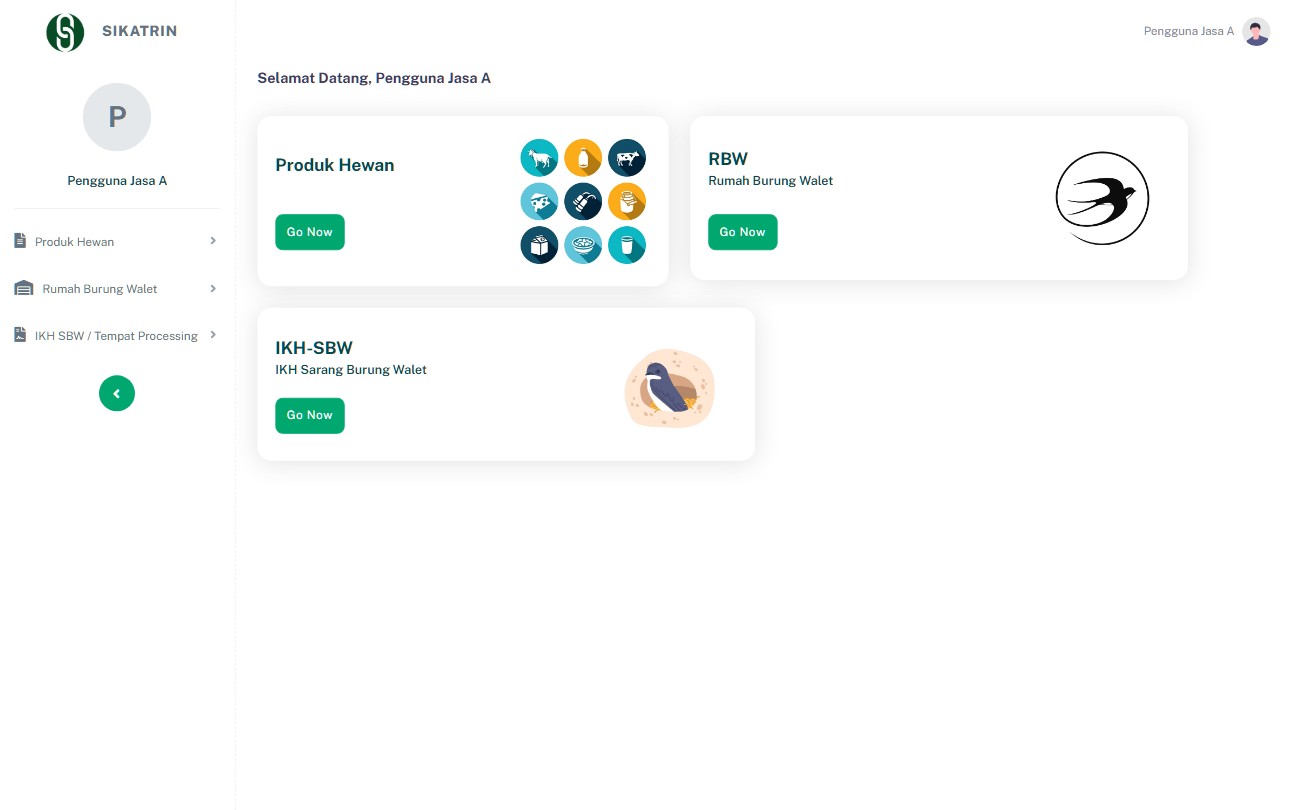 SIKATRIN
Pengguna Jasa A
P
Pengguna Jasa A
Produk Hewan
Rumah Burung Walet
IKH SBW / Tempat Processing
Selamat Datang, Pengguna Jasa A
Produk Hewan
Go Now
RBW
Rumah Burung Walet
Go Now
IKH-SBW
IKH Sarang Burung Walet
Go Now